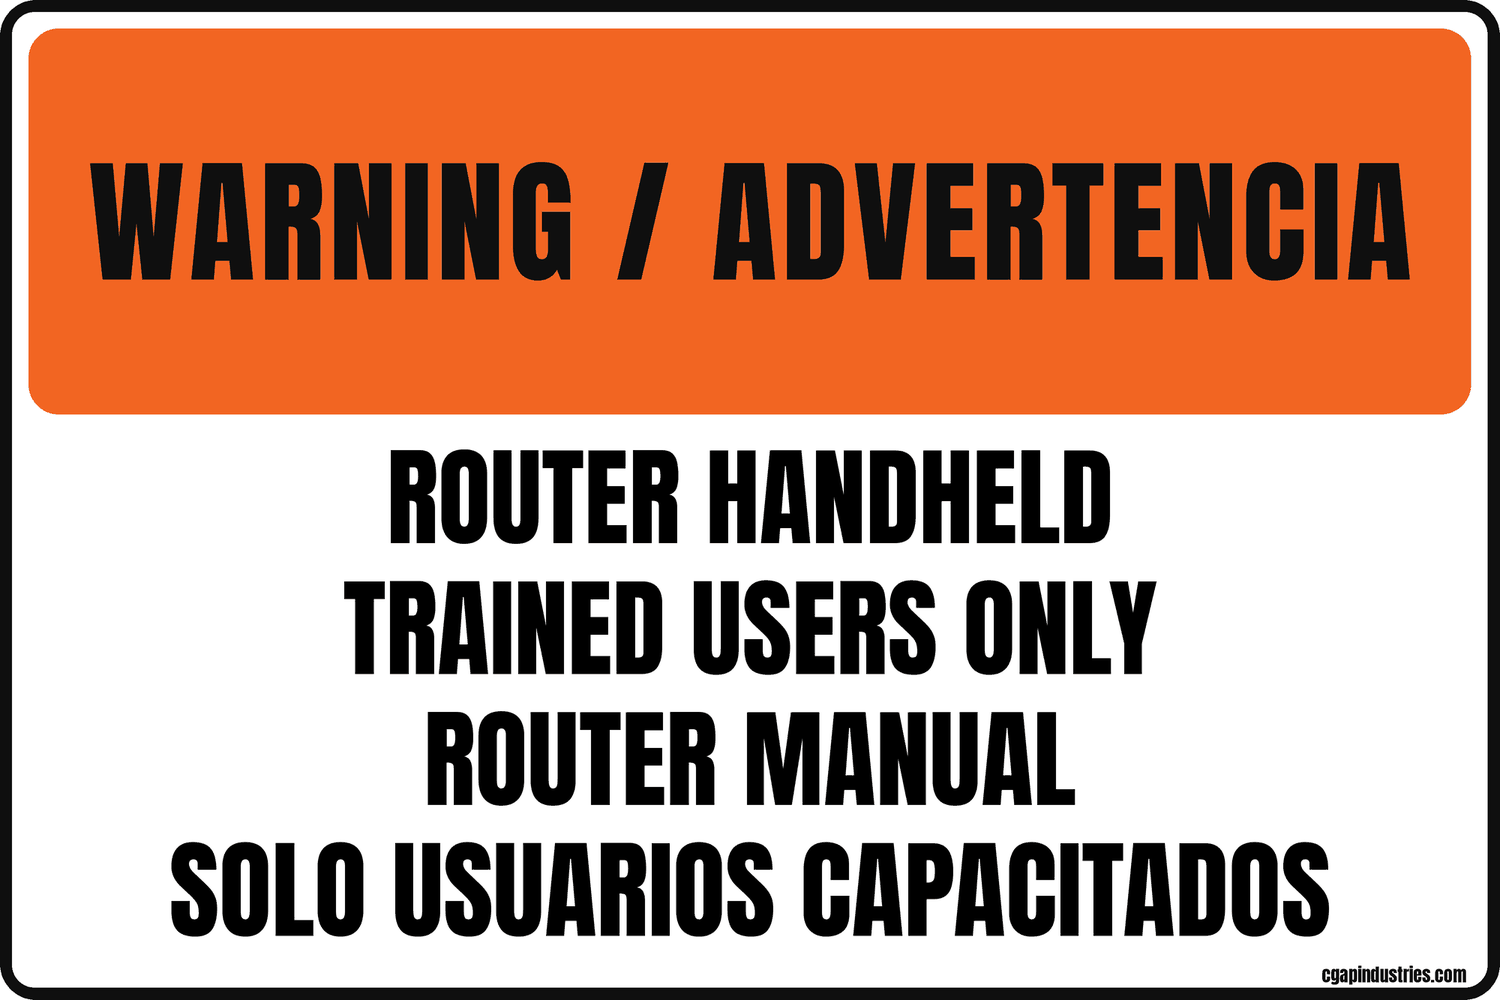 WARNING / ADVERTENCIA
ROUTER HANDHELD
TRAINED USERS ONLY
ROUTER MANUAL
SOLO USUARIOS CAPACITADOS
cgapindustries.com